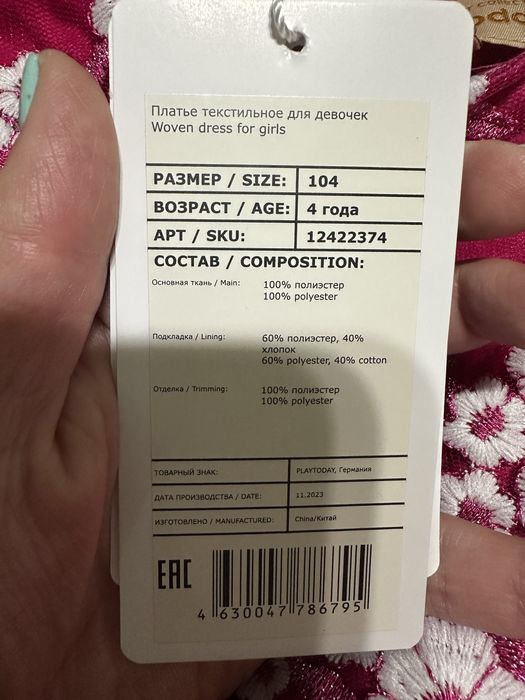 Платье текстильное для девочек
Woven dress for girls
РАЗМЕР / SIZE: 104
ВОЗРАСТ / AGE: 4 года
АРТ / SKU: 12422374
СОСТАВ / COMPOSITION:
Основная ткань / Main: 100% полиэстер
100% polyester
Подкладка / Lining: 60% полиэстер, 40%
хлопок
60% polyester, 40% cotton
Отделка / Trimming: 100% полиэстер
100% polyester
ТОВАРНЫЙ ЗНАК: PLAYTODAY, Германия
ДАТА ПРОИЗВОДСТВА / DATE: 11.2023
ИЗГОТОВЛЕНО / MANUFACTURED: China/Китай
EAC
4 630047 786795